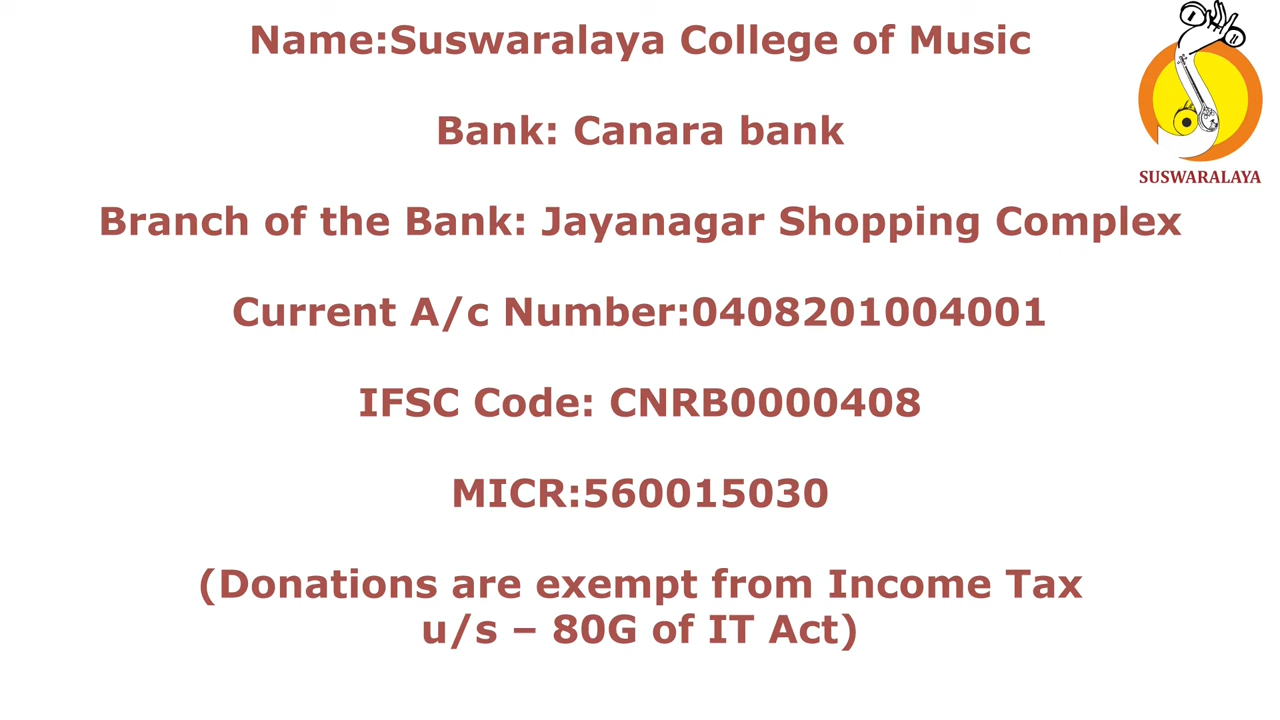 Name:Suswaralaya College of Music
SUSWARALAYA
Bank: Canara bank
Branch of the Bank: Jayanagar Shopping Complex
Current A/c Number:0408201004001
IFSC Code: CNRB0000408
MICR:560015030
(Donations are exempt from Income Tax
u/s – 80G of IT Act)